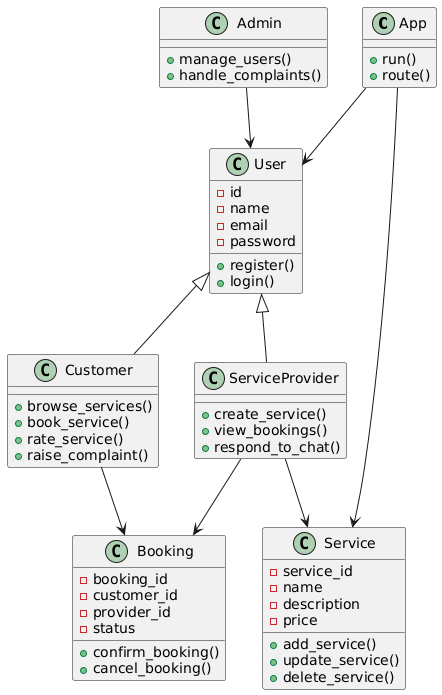 C Admin
manage_users()
handle_complaints()
C App
run()
route()
C User
id
name
email
password
register()
login()
C Customer
browse_services()
book_service()
rate_service()
raise_complaint()
C ServiceProvider
create_service()
view_bookings()
respond_to_chat()
C Booking
booking_id
customer_id
provider_id
status
confirm_booking()
cancel_booking()
C Service
service_id
name
description
price
add_service()
update_service()
delete_service()